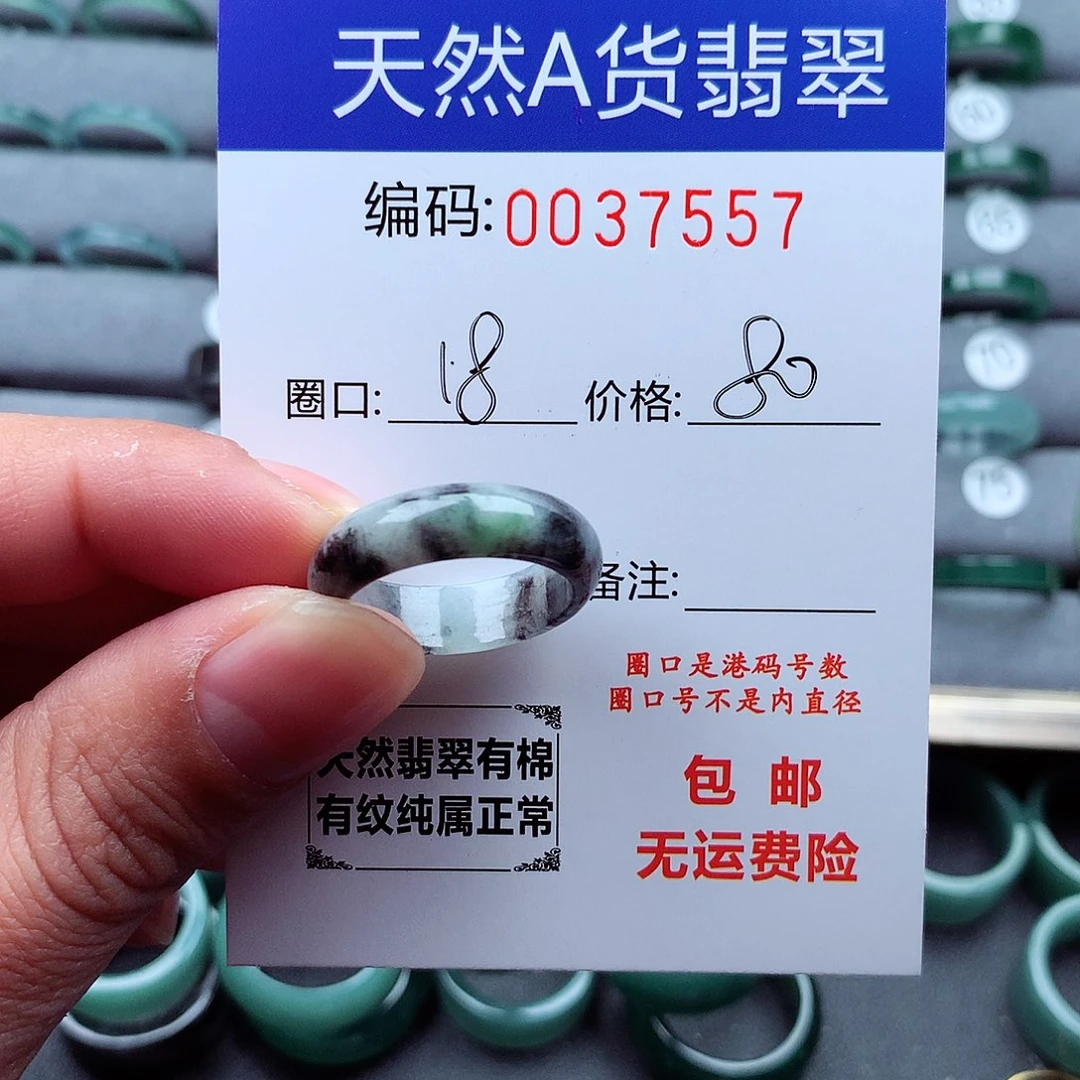 天然A货翡翠
编码:0037557
圈口: 18 价格: 80
备注:
圈口是港码号数
圈口号不是内直径
天然翡翠有棉
有纹纯属正常
包 邮
无运费险
80
10